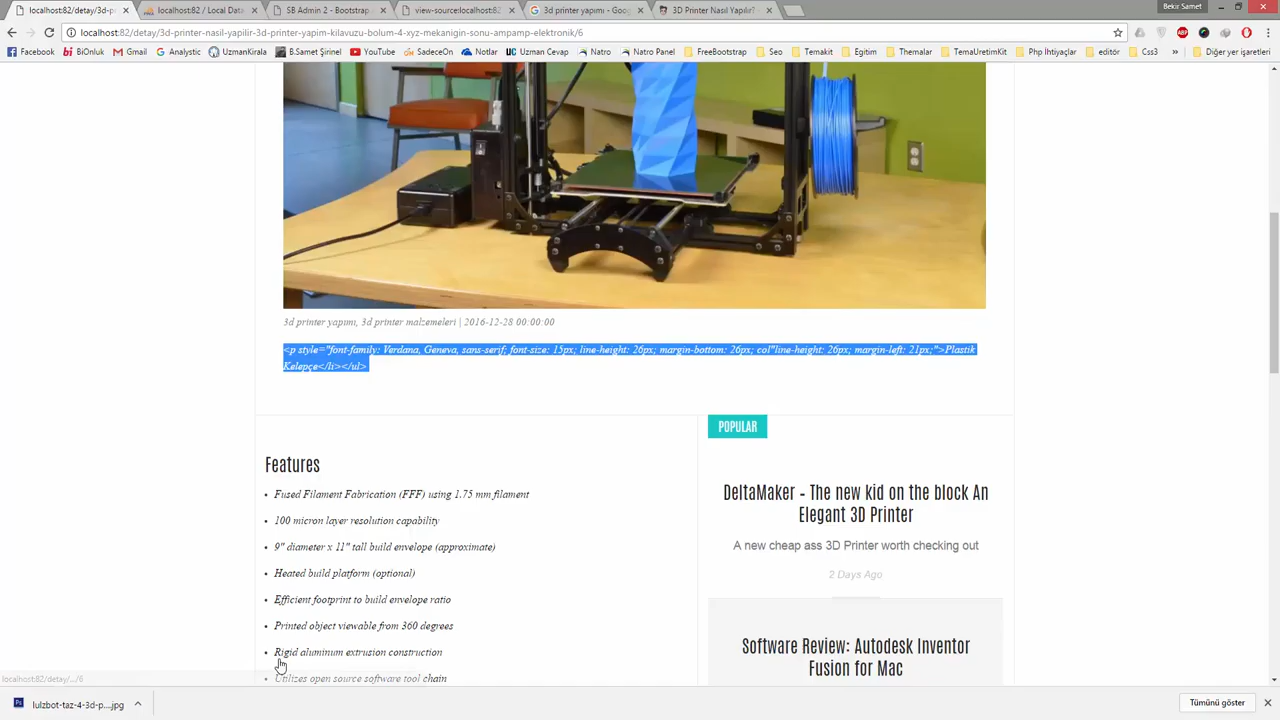 localhost:82/detay/3d-p
localhost:82 / Local Data
SB Admin 2 - Bootstrap
view-source:localhost:82
3d printer yapımı - Goo
3D Printer Nasıl Yapılır?
Bekir Samet
localhost:82/detay/3d-printer-nasil-yapilir-3d-printer-yapim-kilavuzu-bolum-4-xyz-mekanigin-sonu-ampamp-elektronik/6
Facebook
BiOnluk
Gmail
Analystic
UzmanKirala
B.Samet Şirinel
YouTube
SadeceOn
Notlar
Uzman Cevap
Natro
Natro Panel
FreeBootstrap
Seo
Temakit
Egitim
Themalar
TemaUretimKit
Php İhtiyaçlar
editor
Css3
»
Diğer yer işaretleri
3d printer yapımı, 3d printer malzemeleri | 2016-12-28 00:00:00
<p style="font-family: Verdana, Geneva, sans-serif; font-size: 15px; line-height: 26px; margin-bottom: 26px; col"line-height: 26px; margin-left: 21px;">Plastik
Kelepçe</li></ul>
POPULAR
Features
• Fused Filament Fabrication (FFF) using 1.75 mm filament
• 100 micron layer resolution capability
• 9" diameter x 11" tall build envelope (approximate)
• Heated build platform (optional)
• Efficient footprint to build envelope ratio
• Printed object viewable from 360 degrees
• Rigid aluminum extrusion construction
• Utilizes open source software tool chain
DeltaMaker – The new kid on the block An
Elegant 3D Printer
A new cheap ass 3D Printer worth checking out
2 Days Ago
Software Review: Autodesk Inventor
Fusion for Mac
localhost:82/detay/.../6
lulzbot-taz-4-3d-p....jpg
Tümünü göster